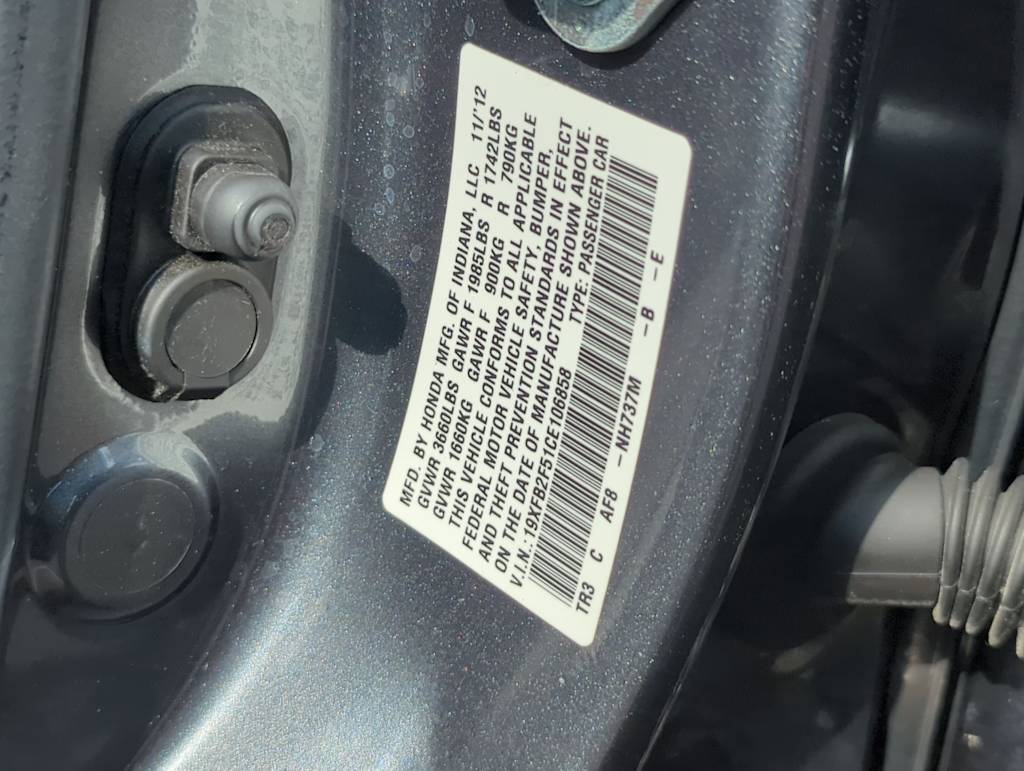 MFD. BY HONDA MFG. OF INDIANA, LLC 11/'12
GVWR 3660LBS GAWR F 1985LBS R 1742LBS
GVWR 1660KG GAWR F 900KG R 790KG
THIS VEHICLE CONFORMS TO ALL APPLICABLE
FEDERAL MOTOR VEHICLE SAFETY, BUMPER,
AND THEFT PREVENTION STANDARDS IN EFFECT
ON THE DATE OF MANUFACTURE SHOWN ABOVE.
V.I.N.:19XFB2F51CE106858 TYPE: PASSENGER CAR
TR3 C AF8 -NH737M -B -E